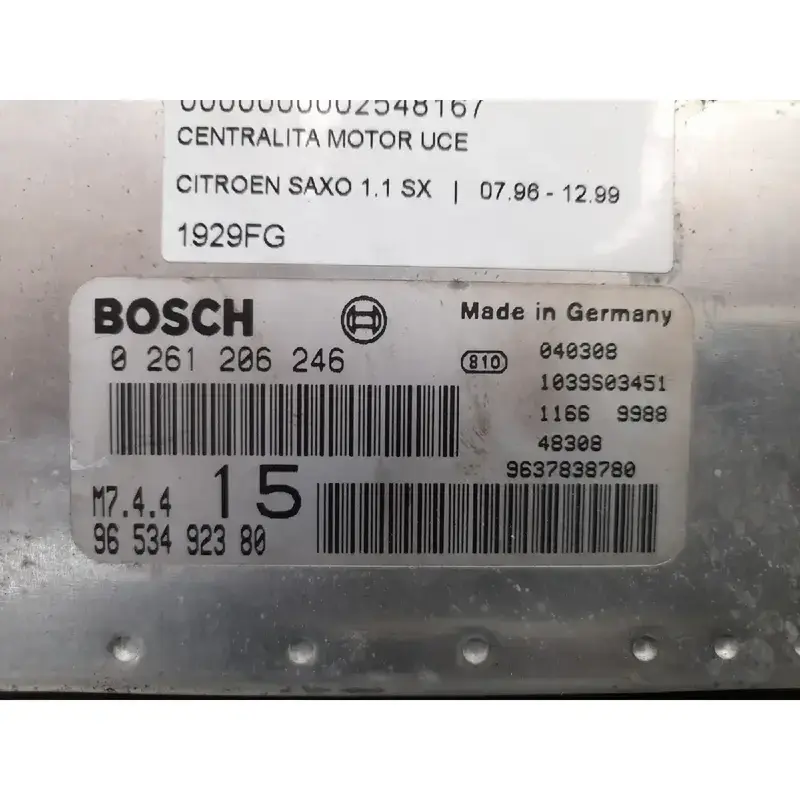 0000000002548167
CENTRALITA MOTOR UCE
CITROEN SAXO 1.1 SX | 07.96 - 12.99
1929FG
BOSCH
Made in Germany
0 261 206 246
810
040308
1039S03451
1166 9988
48308
9637838780
M7.4.4 15
96 534 923 80